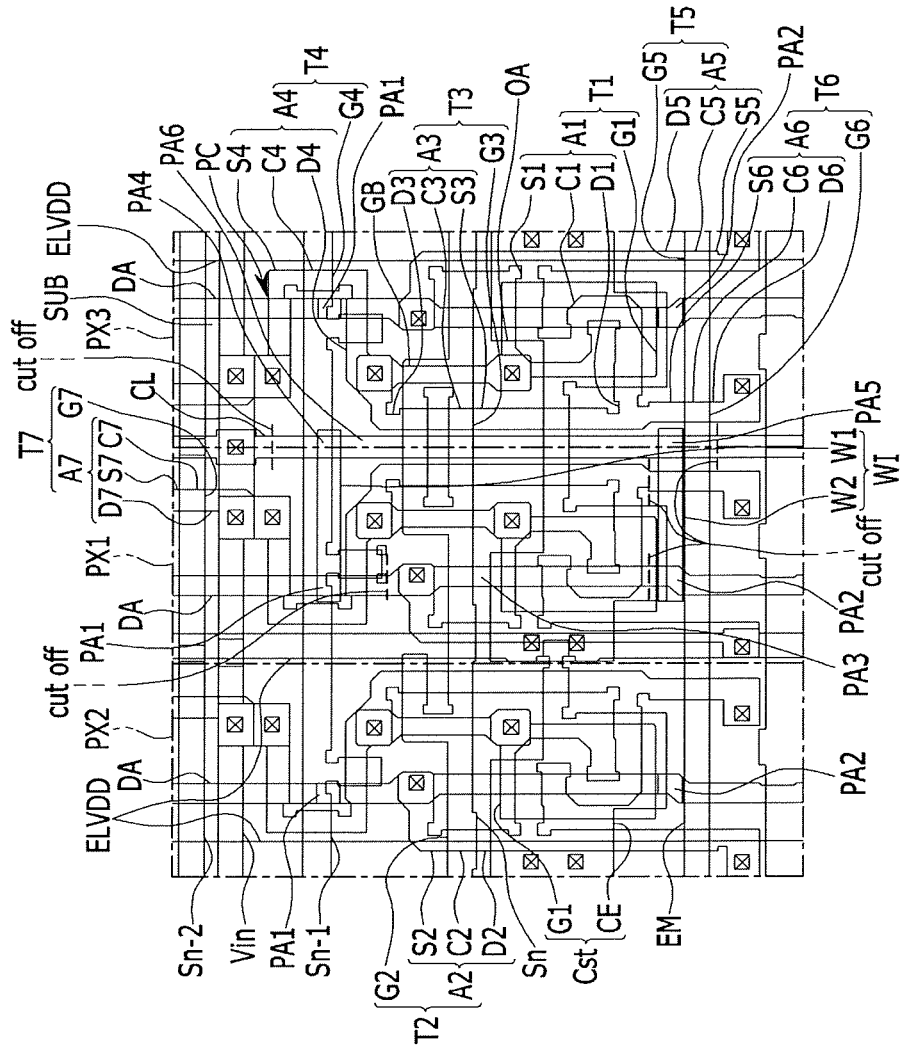 T7
A7 G7
D7 S7 C7
CL
cut off
PX3
SUB
DA
ELVDD
PA4
PA6
PC
S4
C4
A4
D4
T4
G4
PA1
GB
D3
A3
C3
T3
S3
G3
OA
S1
A1
C1
T1
D1
G1
G5
D5
T5
C5
A5
S5
PA2
S6
A6
C6
T6
D6
G6
PX1
DA
PA1
cut off
PX2
DA
ELVDD
Sn-2
Vin
PA1
Sn-1
G2
S2
C2
A2
T2
D2
Sn
G1
Cst
CE
EM
PA2
PA3
PA2
cut off
W2 W1
WI
PA5